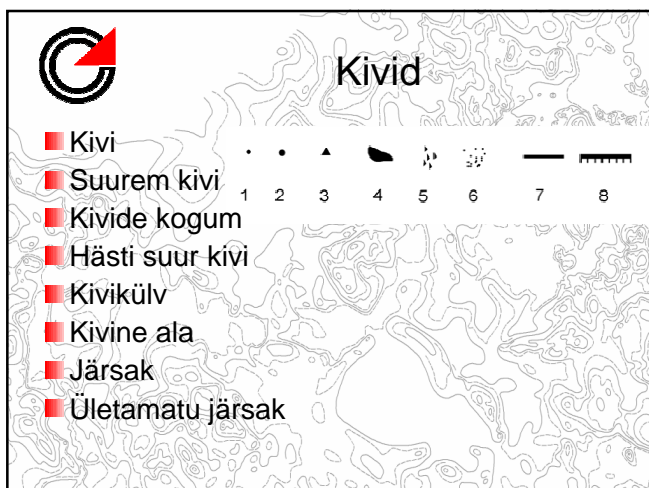 Kivid
Kivi
Suurem kivi
Kivide kogum
Hästi suur kivi
Kivikülv
Kivine ala
Järsak
Ületamatu järsak
1 2 3 4 5 6 7 8